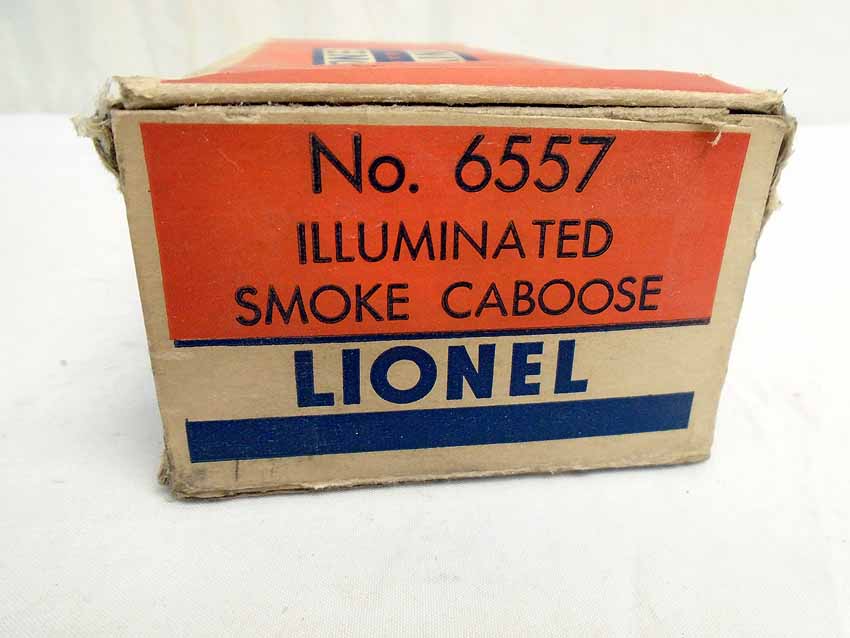 No. 6557
ILLUMINATED
SMOKE CABOOSE
LIONEL